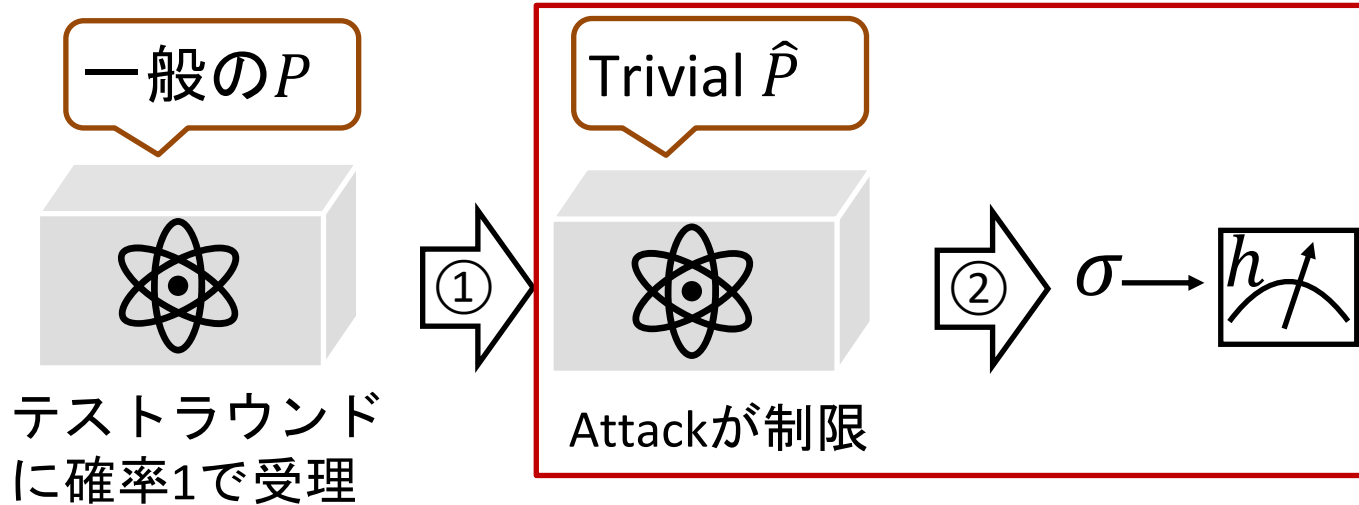 一般のP
Trivial P̂
①
②
σ
h
テストラウンド
に確率1で受理
Attackが制限